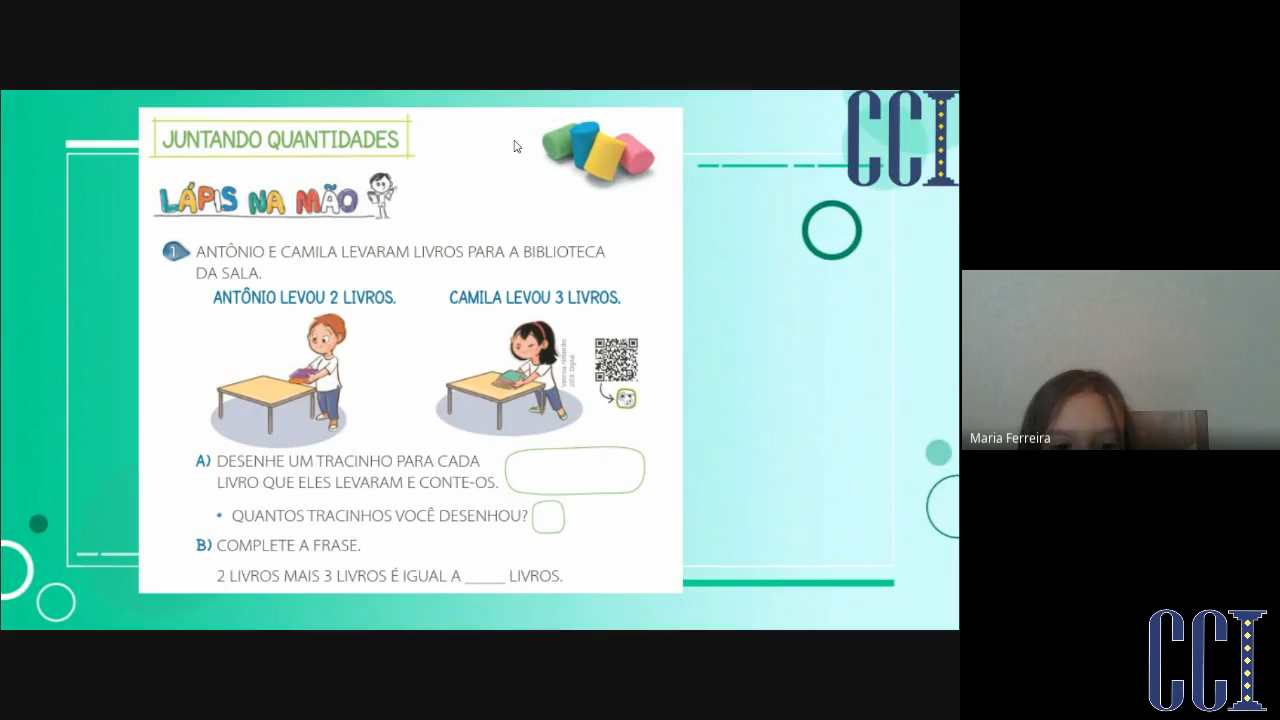 CCI
JUNTANDO QUANTIDADES
LÁPIS NA MÃO
1 ANTÔNIO E CAMILA LEVARAM LIVROS PARA A BIBLIOTECA
DA SALA.
ANTÔNIO LEVOU 2 LIVROS.
CAMILA LEVOU 3 LIVROS.
A) DESENHE UM TRACINHO PARA CADA
LIVRO QUE ELES LEVARAM E CONTE-OS.
• QUANTOS TRACINHOS VOCÊ DESENHOU?
B) COMPLETE A FRASE.
2 LIVROS MAIS 3 LIVROS É IGUAL A _____ LIVROS.
Maria Ferreira
CCI